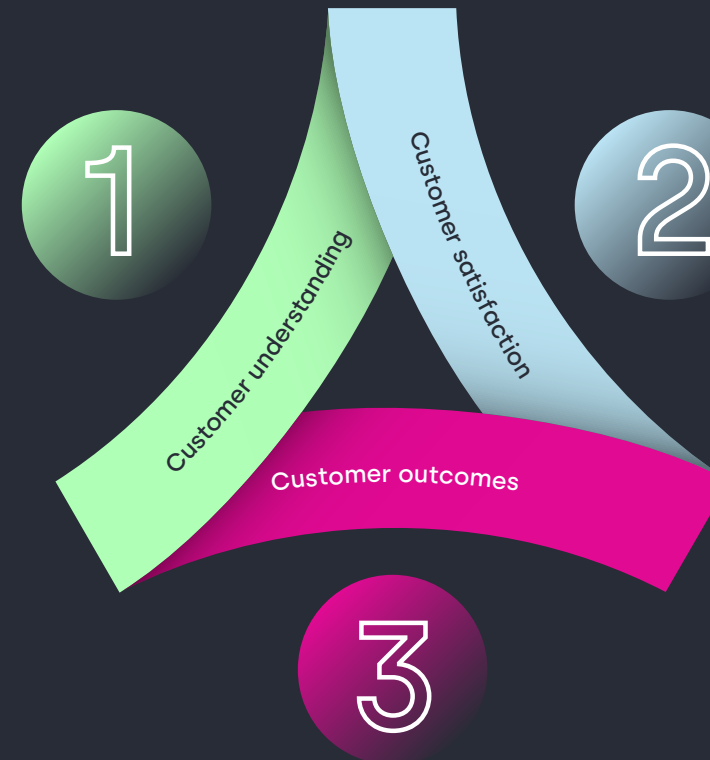 1
Customer understanding
2
Customer satisfaction
Customer outcomes
3